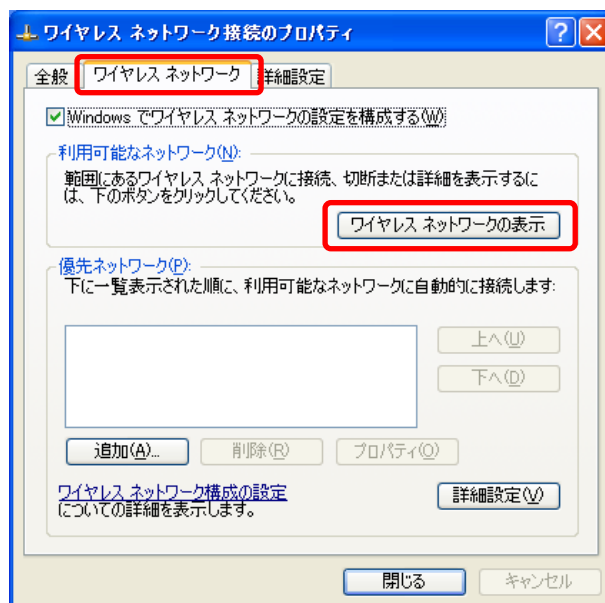 ワイヤレス ネットワーク接続のプロパティ
全般 ワイヤレス ネットワーク 詳細設定
Windows でワイヤレス ネットワークの設定を構成する(W)
利用可能なネットワーク(N):
範囲にあるワイヤレス ネットワークに接続、切断または詳細を表示するに
は、下のボタンをクリックしてください。
ワイヤレス ネットワークの表示
優先ネットワーク(P):
下に一覧表示された順に、利用可能なネットワークに自動的に接続します:
上へ(U)
下へ(D)
追加(A)... 削除(R) プロパティ(O)
ワイヤレス ネットワーク構成の設定
についての詳細を表示します。
詳細設定(V)
閉じる キャンセル